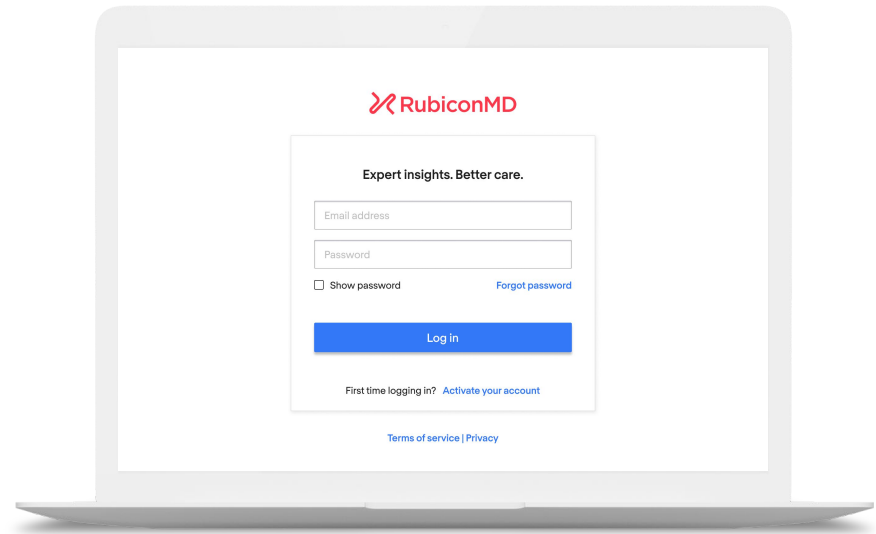 RubiconMD
Expert insights. Better care.
Email address
Password
Show password Forgot password
Log in
First time logging in? Activate your account
Terms of service | Privacy